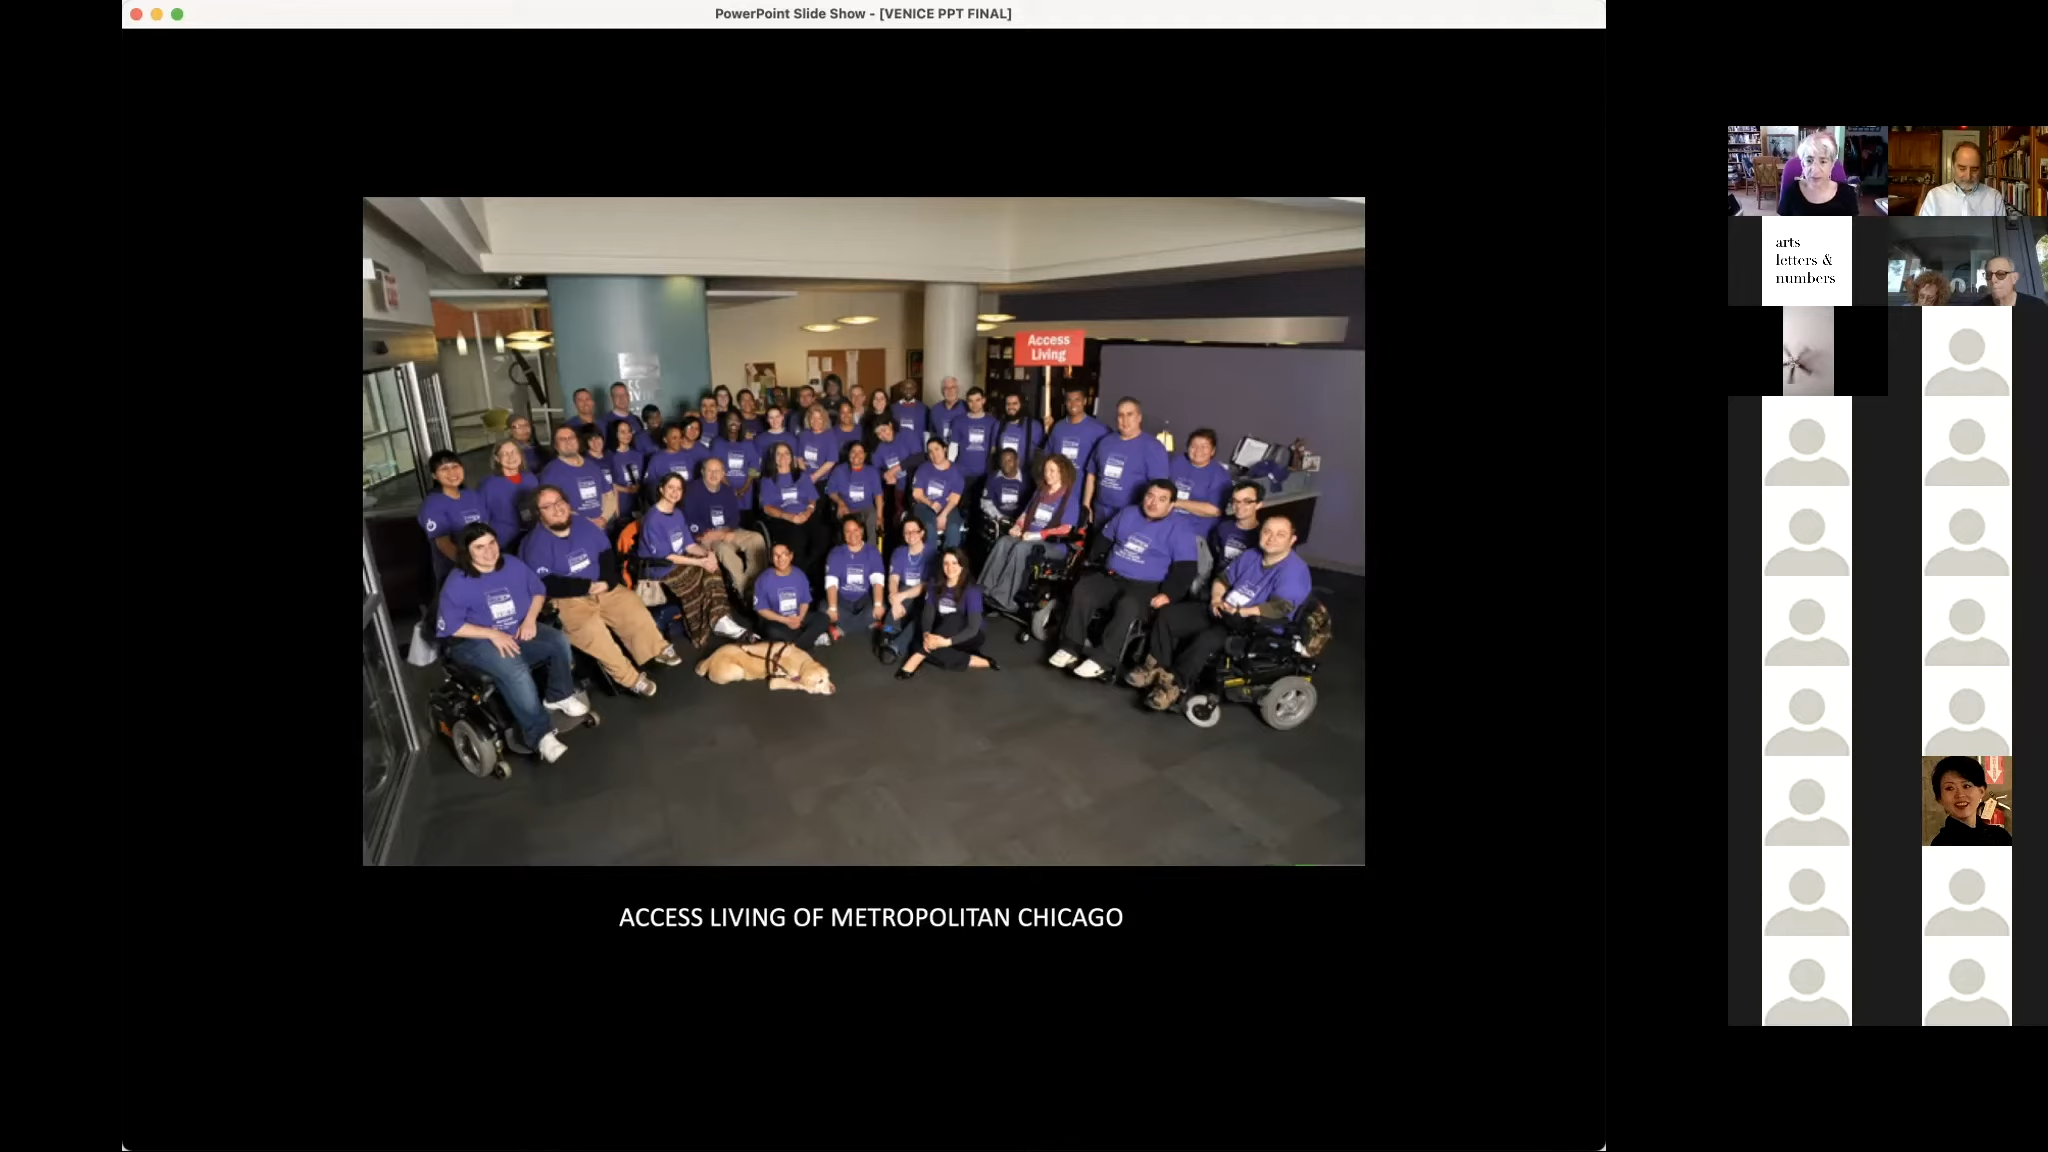 PowerPoint Slide Show - [VENICE PPT FINAL]
Access
Living
ACCESS LIVING OF METROPOLITAN CHICAGO
arts
letters &
numbers